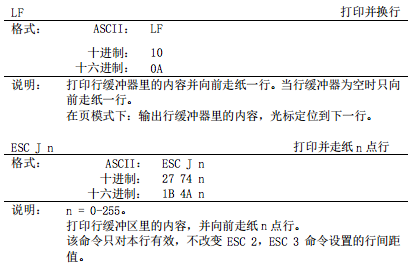 LF 打印并换行
格式： ASCII： LF
十进制： 10
十六进制： 0A
说明： 打印行缓冲器里的内容并向前走纸一行。当行缓冲器为空时只向
前走纸一行。
在页模式下：输出行缓冲器里的内容，光标定位到下一行。
ESC J n 打印并走纸 n 点行
格式： ASCII： ESC J n
十进制： 27 74 n
十六进制： 1B 4A n
说明： n = 0-255。
打印行缓冲区里的内容，并向前走纸 n 点行。
该命令只对本行有效，不改变 ESC 2，ESC 3 命令设置的行间距
值。